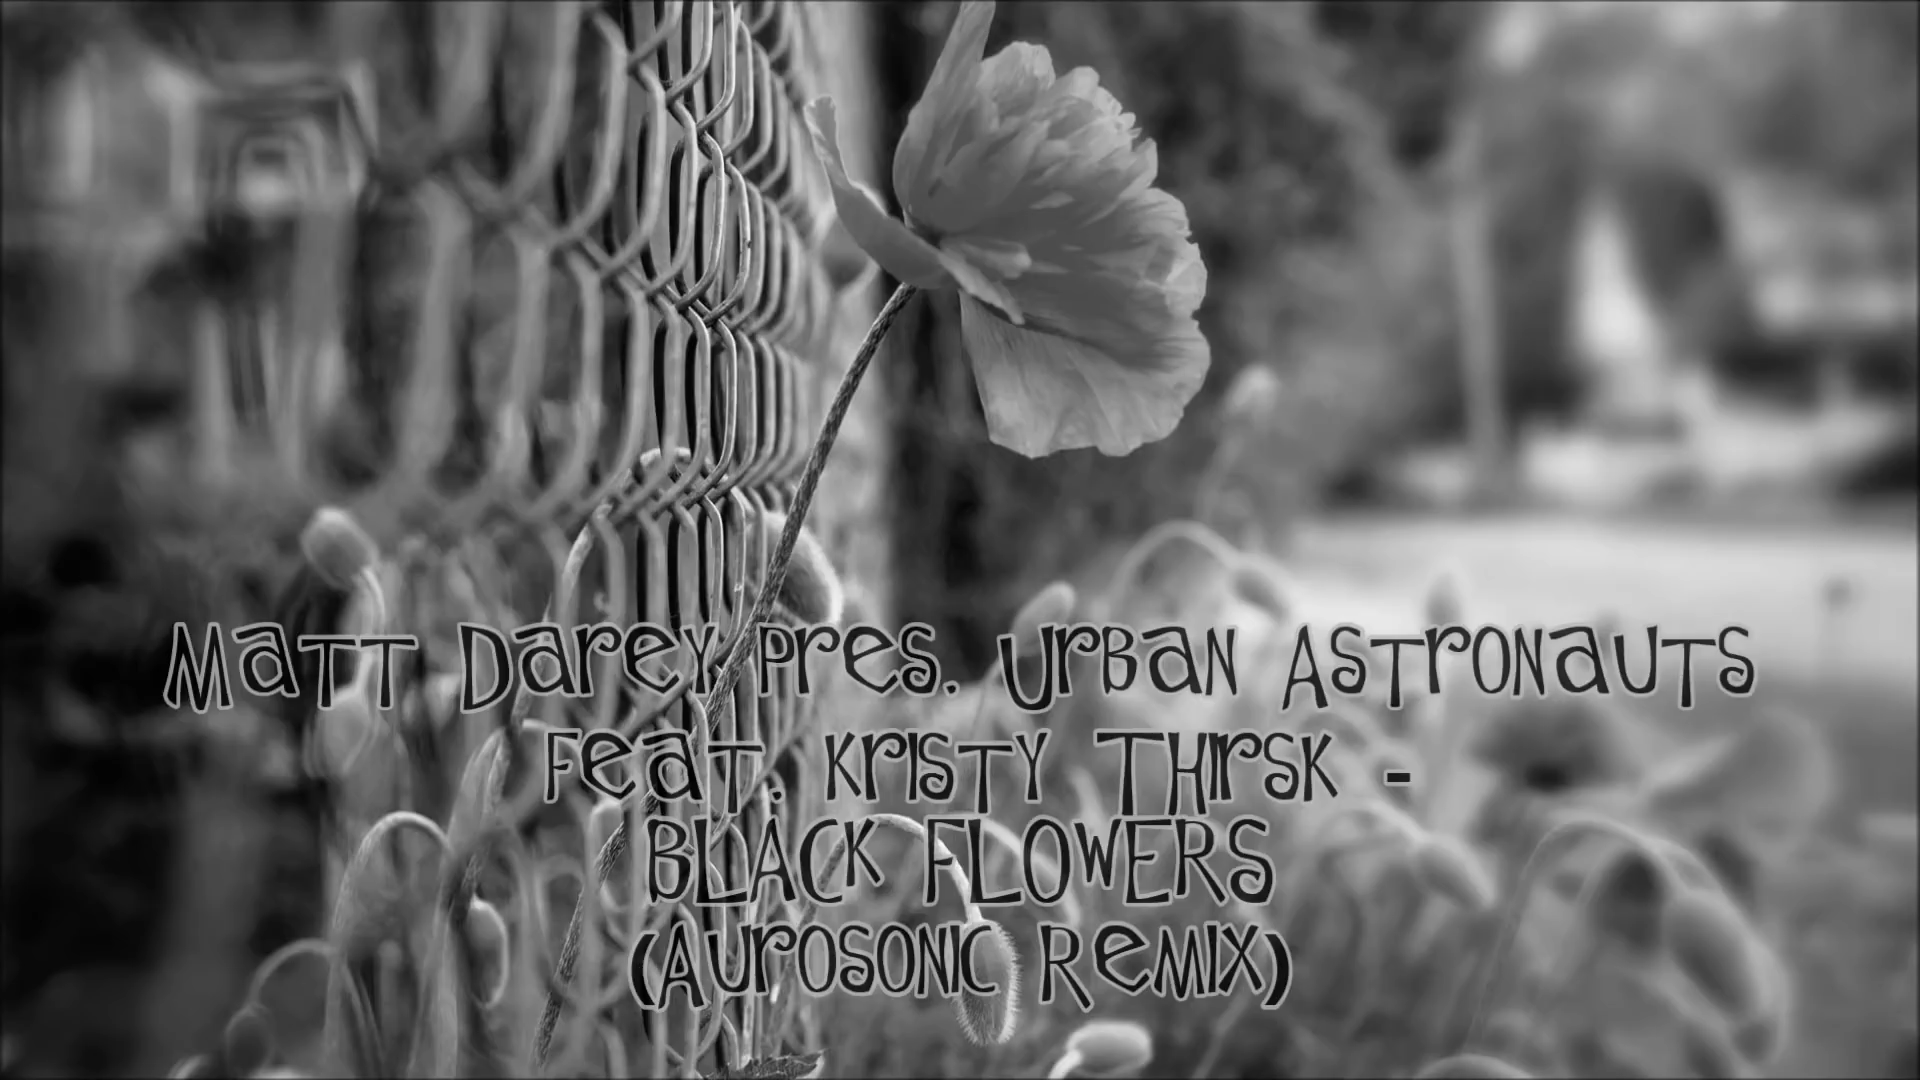 Matt Darey pres. Urban Astronauts
feat. Kristy Thirsk -
BLACK FLOWERS
(Aurosonic Remix)